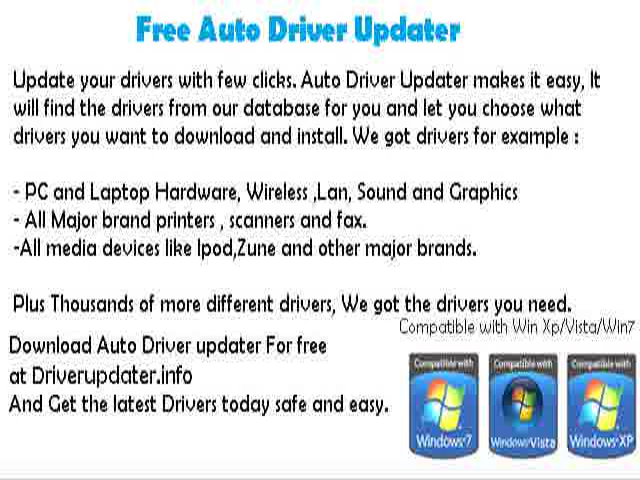 Free Auto Driver Updater
Update your drivers with few clicks. Auto Driver Updater makes it easy, It
will find the drivers from our database for you and let you choose what
drivers you want to download and install. We got drivers for example :
- PC and Laptop Hardware, Wireless ,Lan, Sound and Graphics
- All Major brand printers , scanners and fax.
-All media devices like Ipod,Zune and other major brands.
Plus Thousands of more different drivers, We got the drivers you need.
Compatible with Win Xp/Vista/Win7
Download Auto Driver updater For free
at Driverupdater.info
And Get the latest Drivers today safe and easy.
Compatible with
Windows 7
Compatible with
Windows Vista
Compatible with
Windows XP